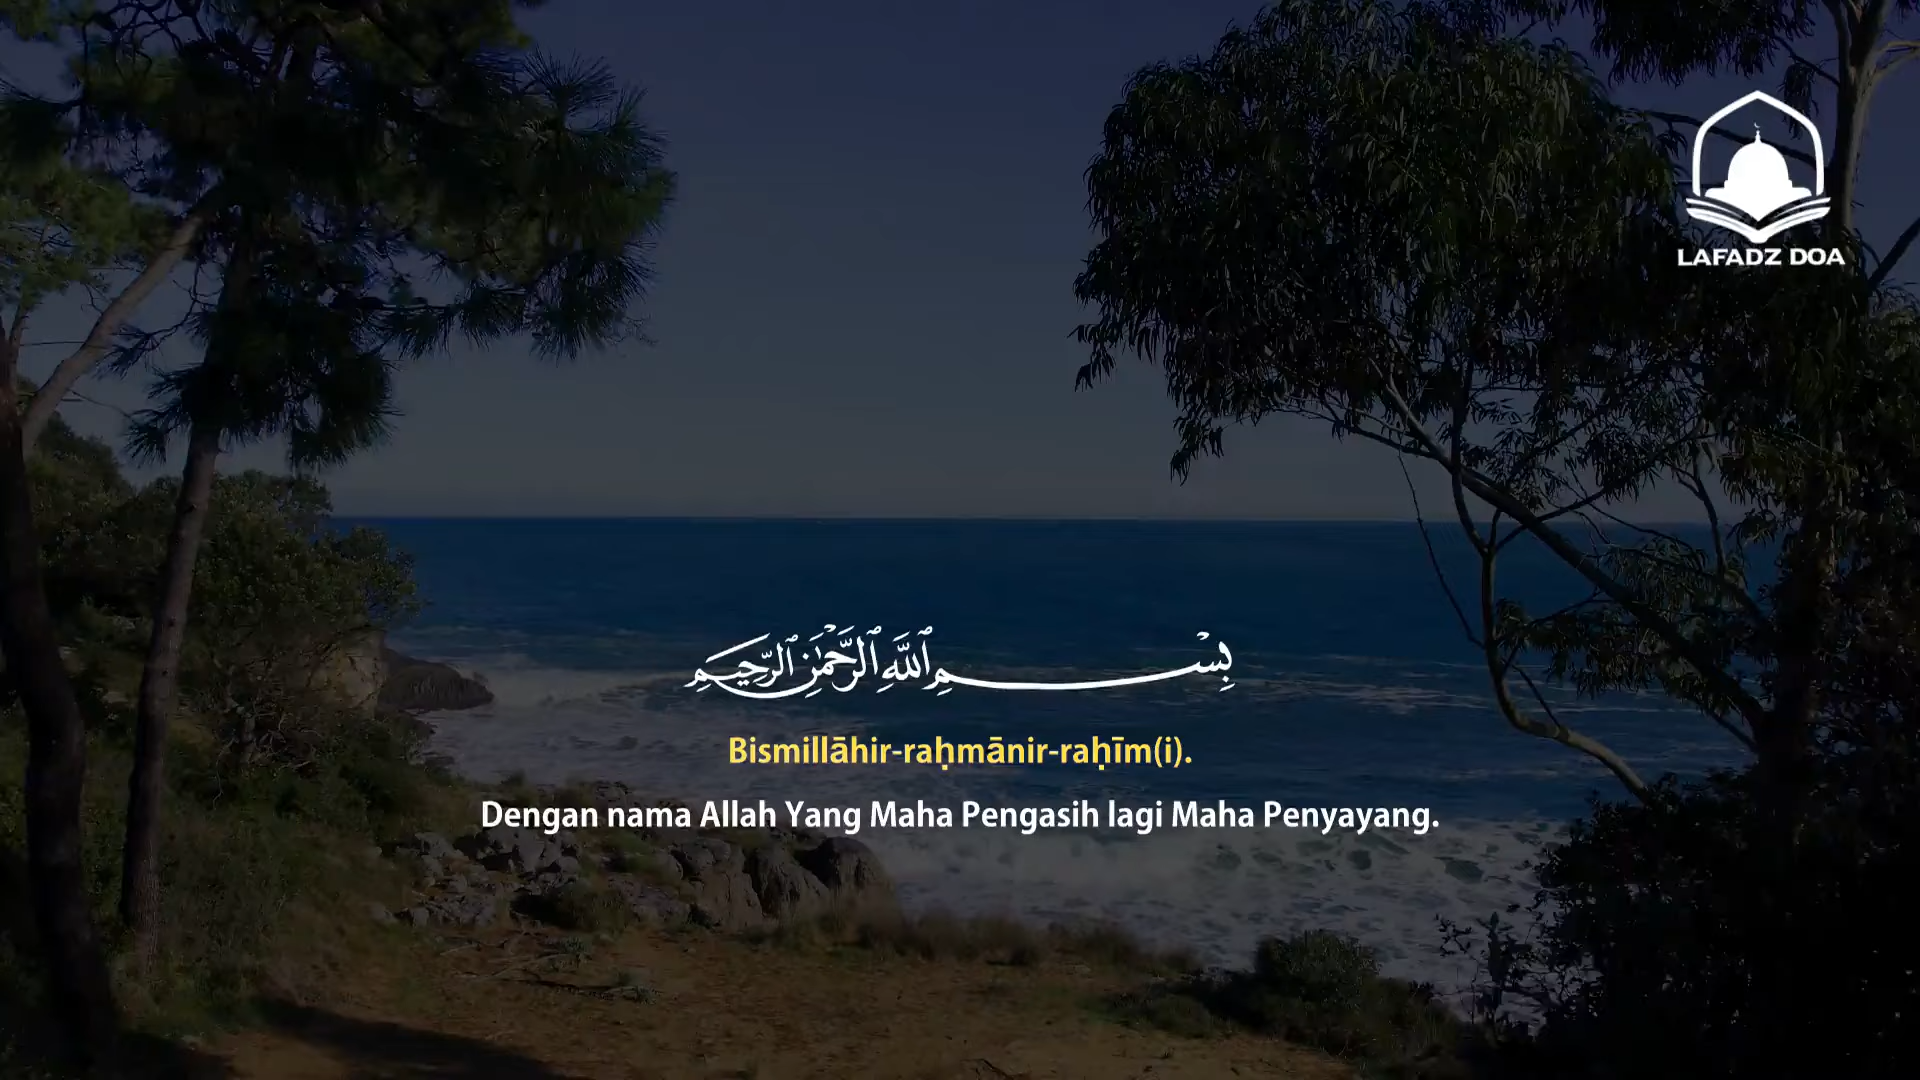 LAFADZ DOA
بِسْمِ ٱللَّهِ ٱلرَّحْمَٰنِ ٱلرَّحِيمِ
Bismillāhir-raḥmānir-raḥīm(i).
Dengan nama Allah Yang Maha Pengasih lagi Maha Penyayang.